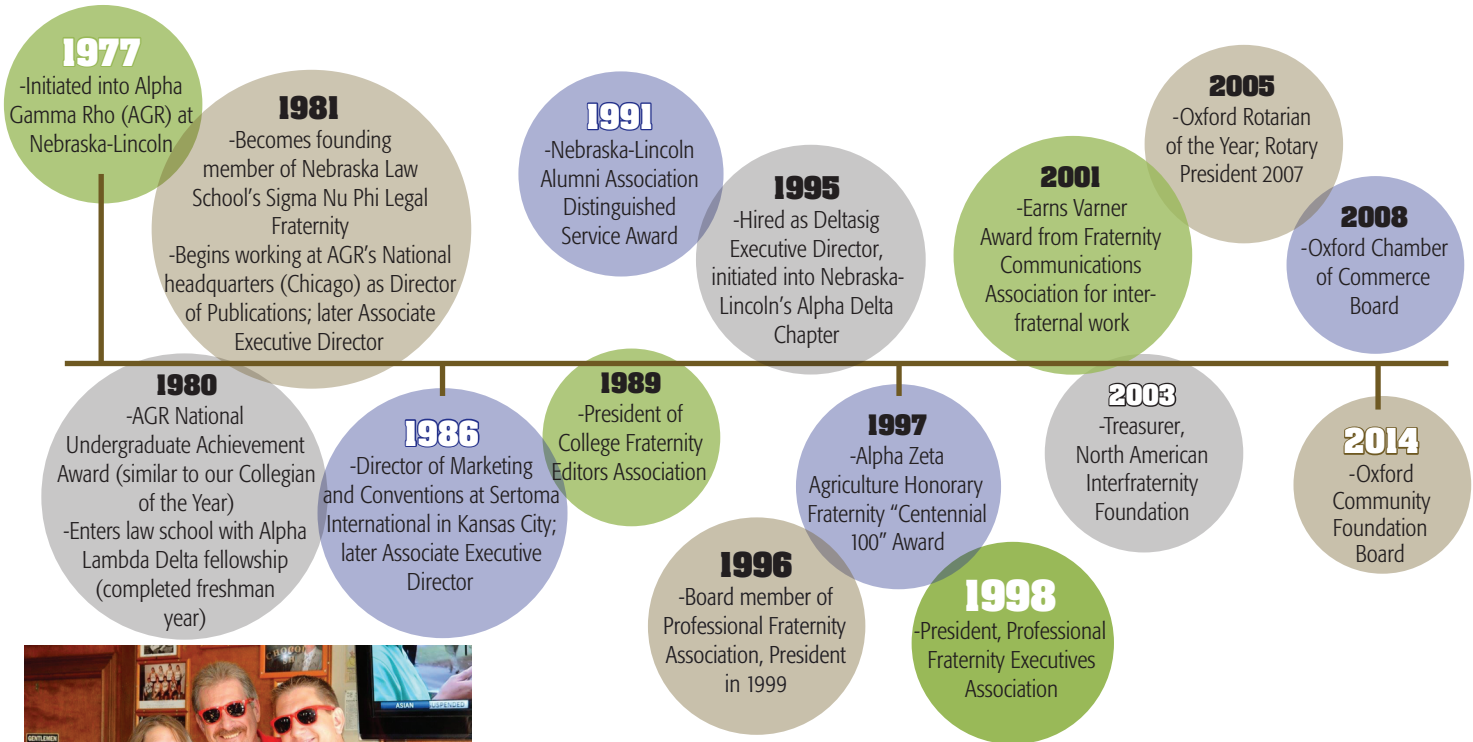 1977
-Initiated into Alpha
Gamma Rho (AGR) at
Nebraska-Lincoln
1980
-AGR National
Undergraduate Achievement
Award (similar to our Collegian
of the Year)
-Enters law school with Alpha
Lambda Delta fellowship
(completed freshman
year)
1981
-Becomes founding
member of Nebraska Law
School's Sigma Nu Phi Legal
Fraternity
-Begins working at AGR's National
headquarters (Chicago) as Director
of Publications; later Associate
Executive Director
1986
-Director of Marketing
and Conventions at Sertoma
International in Kansas City;
later Associate Executive
Director
1989
-President of
College Fraternity
Editors Association
1991
-Nebraska-Lincoln
Alumni Association
Distinguished
Service Award
1995
-Hired as Deltasig
Executive Director,
initiated into Nebraska-
Lincoln's Alpha Delta
Chapter
1996
-Board member of
Professional Fraternity
Association, President
in 1999
1997
-Alpha Zeta
Agriculture Honorary
Fraternity "Centennial
100" Award
1998
-President, Professional
Fraternity Executives
Association
2001
-Earns Varner
Award from Fraternity
Communications
Association for inter-
fraternal work
2003
-Treasurer,
North American
Interfraternity
Foundation
2005
-Oxford Rotarian
of the Year; Rotary
President 2007
2008
-Oxford Chamber
of Commerce
Board
2014
-Oxford
Community
Foundation
Board
ASIAN
SUSPENDED
GENTLEMEN